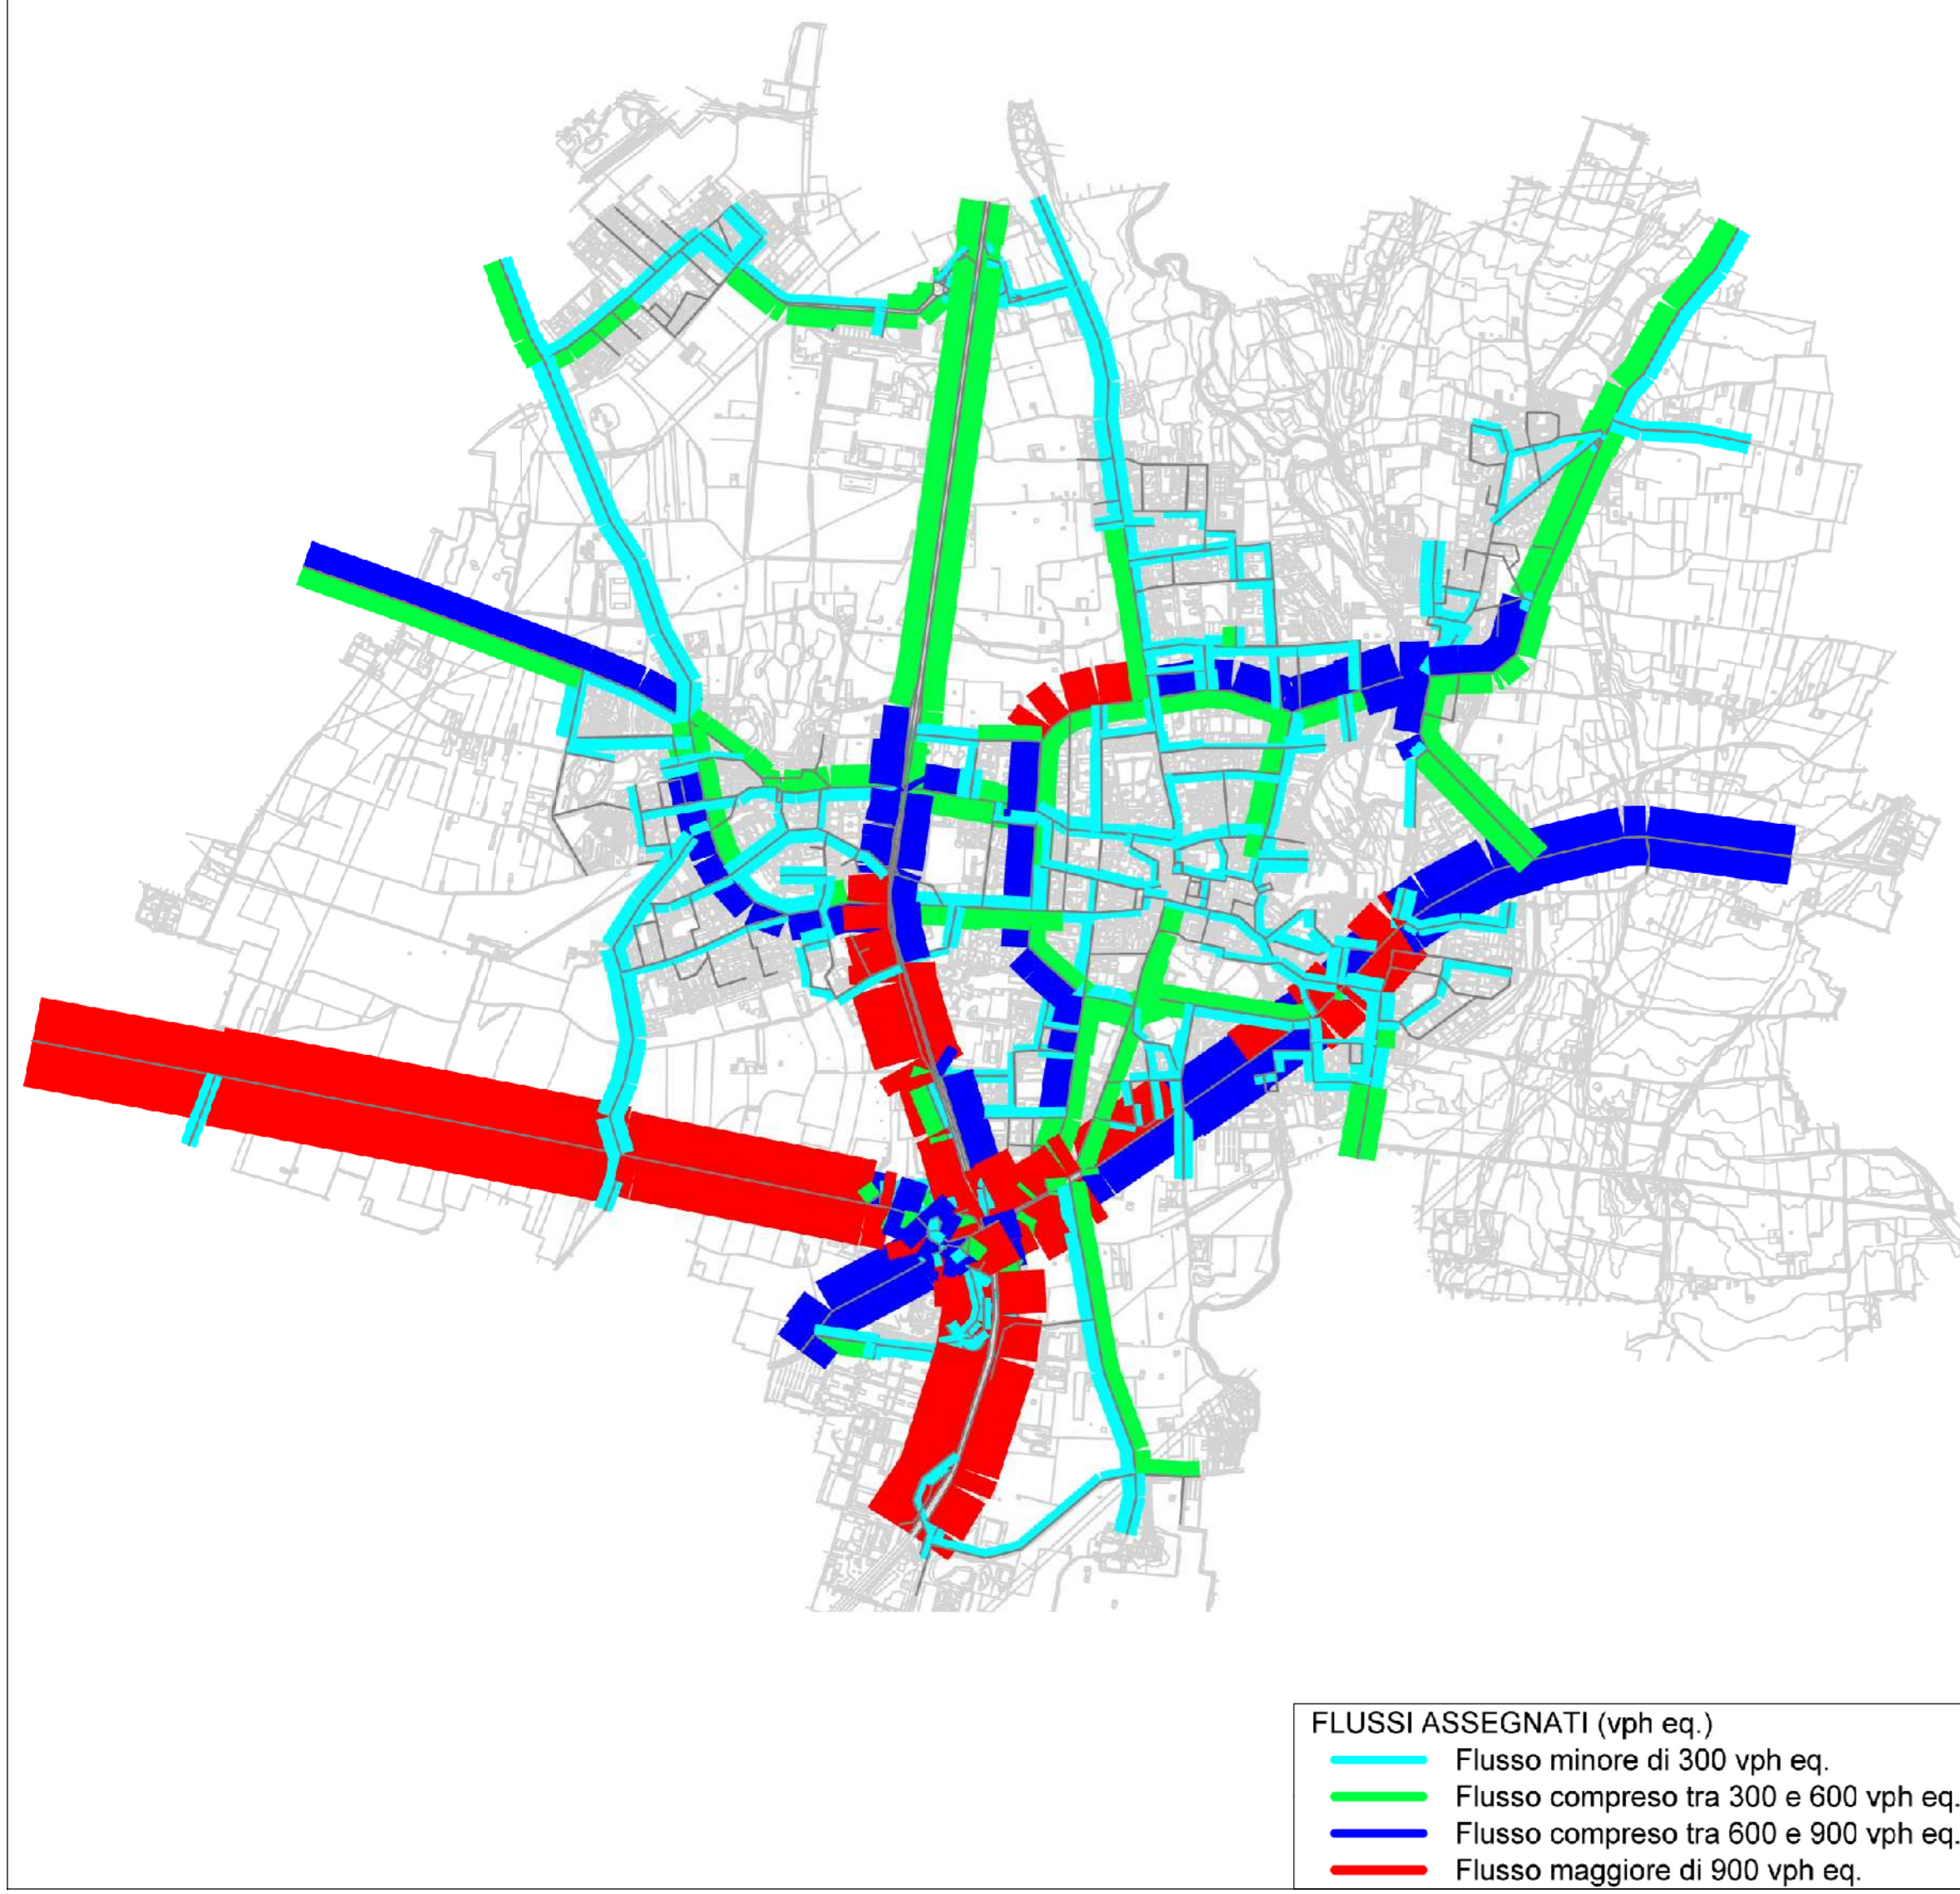 FLUSSI ASSEGNATI (vph eq.)
Flusso minore di 300 vph eq.
Flusso compreso tra 300 e 600 vph eq.
Flusso compreso tra 600 e 900 vph eq.
Flusso maggiore di 900 vph eq.